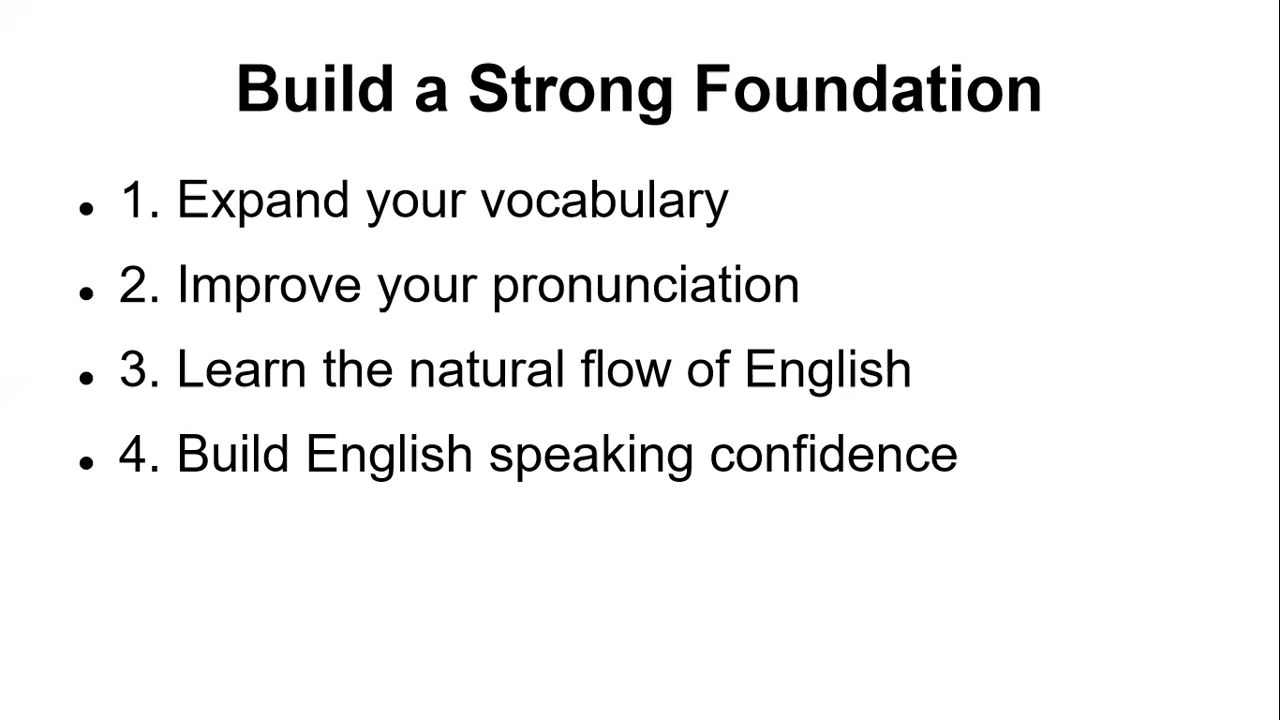 Build a Strong Foundation
• 1. Expand your vocabulary
• 2. Improve your pronunciation
• 3. Learn the natural flow of English
• 4. Build English speaking confidence